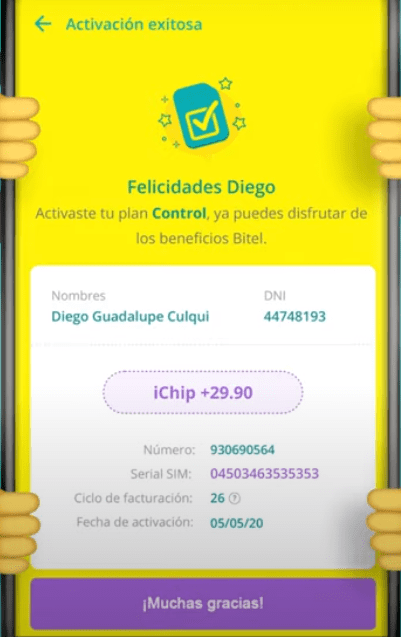 ← Activación exitosa
Felicidades Diego
Activaste tu plan Control, ya puedes disfrutar de
los beneficios Bitel.
Nombres DNI
Diego Guadalupe Culqui 44748193
iChip +29.90
Número: 930690564
Serial SIM: 04503463535353
Ciclo de facturación: 26 ?
Fecha de activación: 05/05/20
¡Muchas gracias!